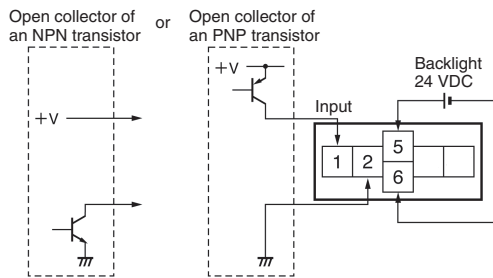 Open collector of
an NPN transistor
or
Open collector of
an PNP transistor
+V
+V
Input
Backlight
24 VDC
1
2
5
6